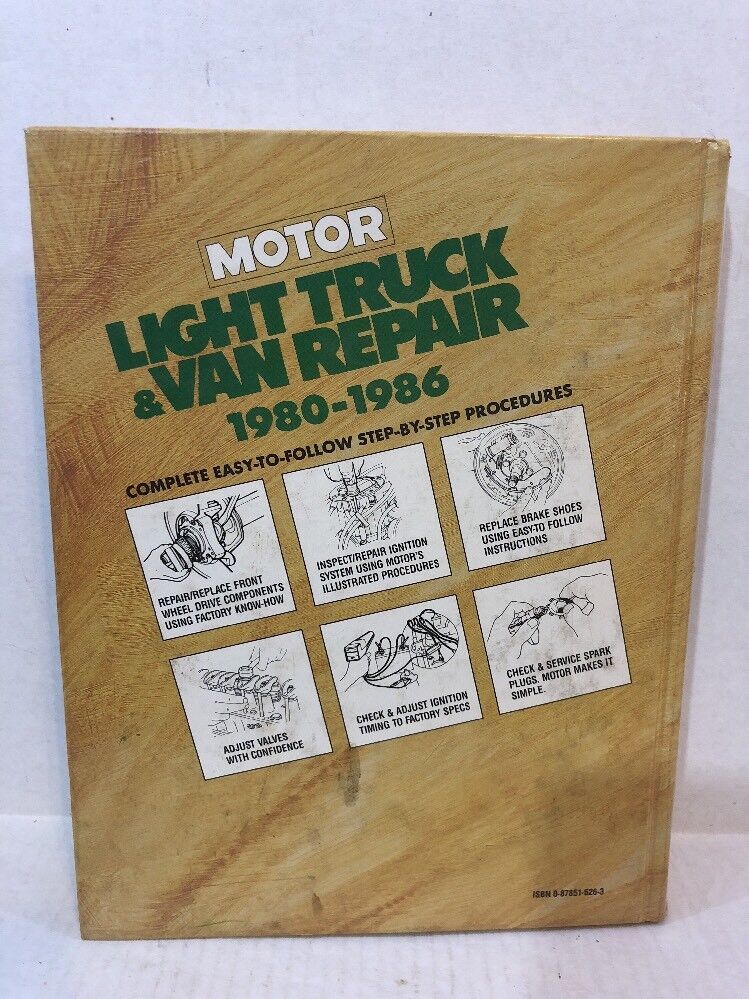 MOTOR
LIGHT TRUCK
& VAN REPAIR
1980-1986
COMPLETE EASY-TO-FOLLOW STEP-BY-STEP PROCEDURES
REPAIR/REPLACE FRONT
WHEEL DRIVE COMPONENTS
USING FACTORY KNOW-HOW
INSPECT/REPAIR IGNITION
SYSTEM USING MOTOR'S
ILLUSTRATED PROCEDURES
REPLACE BRAKE SHOES
USING EASY-TO FOLLOW
INSTRUCTIONS
ADJUST VALVES
WITH CONFIDENCE
CHECK & ADJUST IGNITION
TIMING TO FACTORY SPECS
CHECK & SERVICE SPARK
PLUGS. MOTOR MAKES IT
SIMPLE.
ISBN 0-87851-626-3